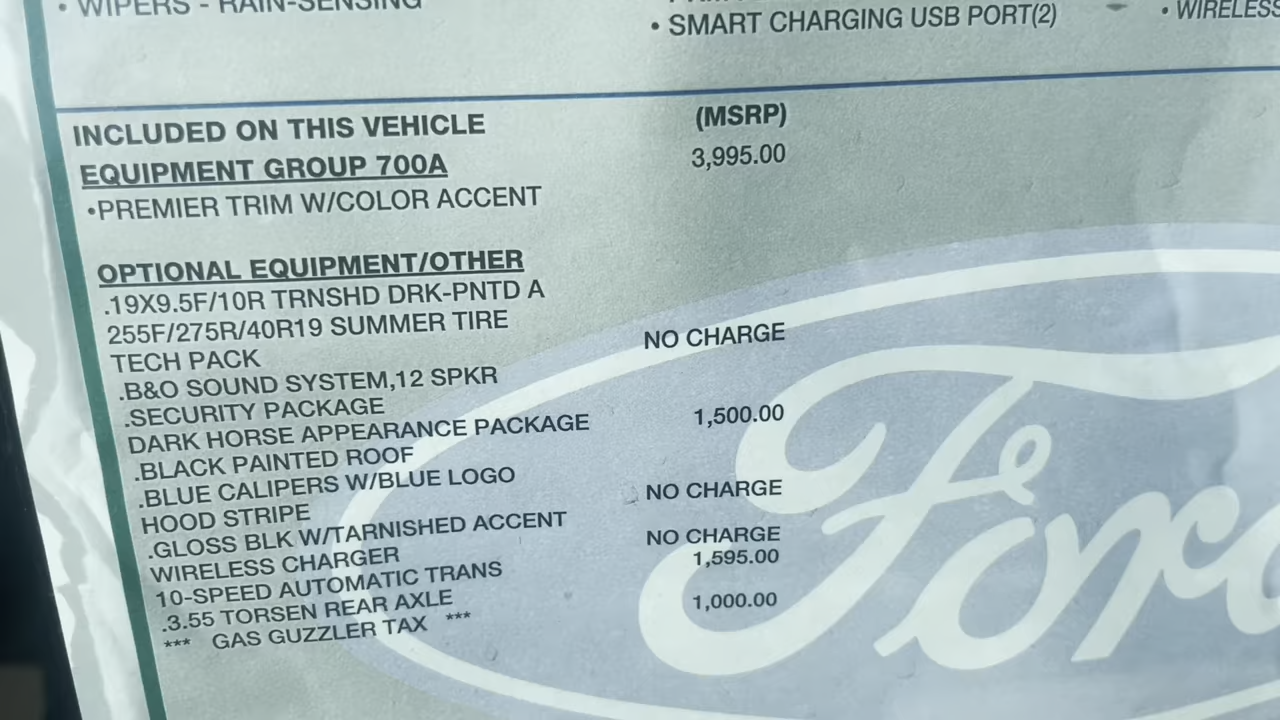 • WIPERS - RAIN-SENSING
• SMART CHARGING USB PORT(2)
• WIRELESS
INCLUDED ON THIS VEHICLE (MSRP)
EQUIPMENT GROUP 700A 3,995.00
•PREMIER TRIM W/COLOR ACCENT
OPTIONAL EQUIPMENT/OTHER
.19X9.5F/10R TRNSHD DRK-PNTD A
255F/275R/40R19 SUMMER TIRE
TECH PACK NO CHARGE
.B&O SOUND SYSTEM,12 SPKR
.SECURITY PACKAGE
DARK HORSE APPEARANCE PACKAGE 1,500.00
.BLACK PAINTED ROOF
.BLUE CALIPERS W/BLUE LOGO
HOOD STRIPE NO CHARGE
.GLOSS BLK W/TARNISHED ACCENT
WIRELESS CHARGER NO CHARGE
10-SPEED AUTOMATIC TRANS 1,595.00
.3.55 TORSEN REAR AXLE
*** GAS GUZZLER TAX *** 1,000.00
Ford